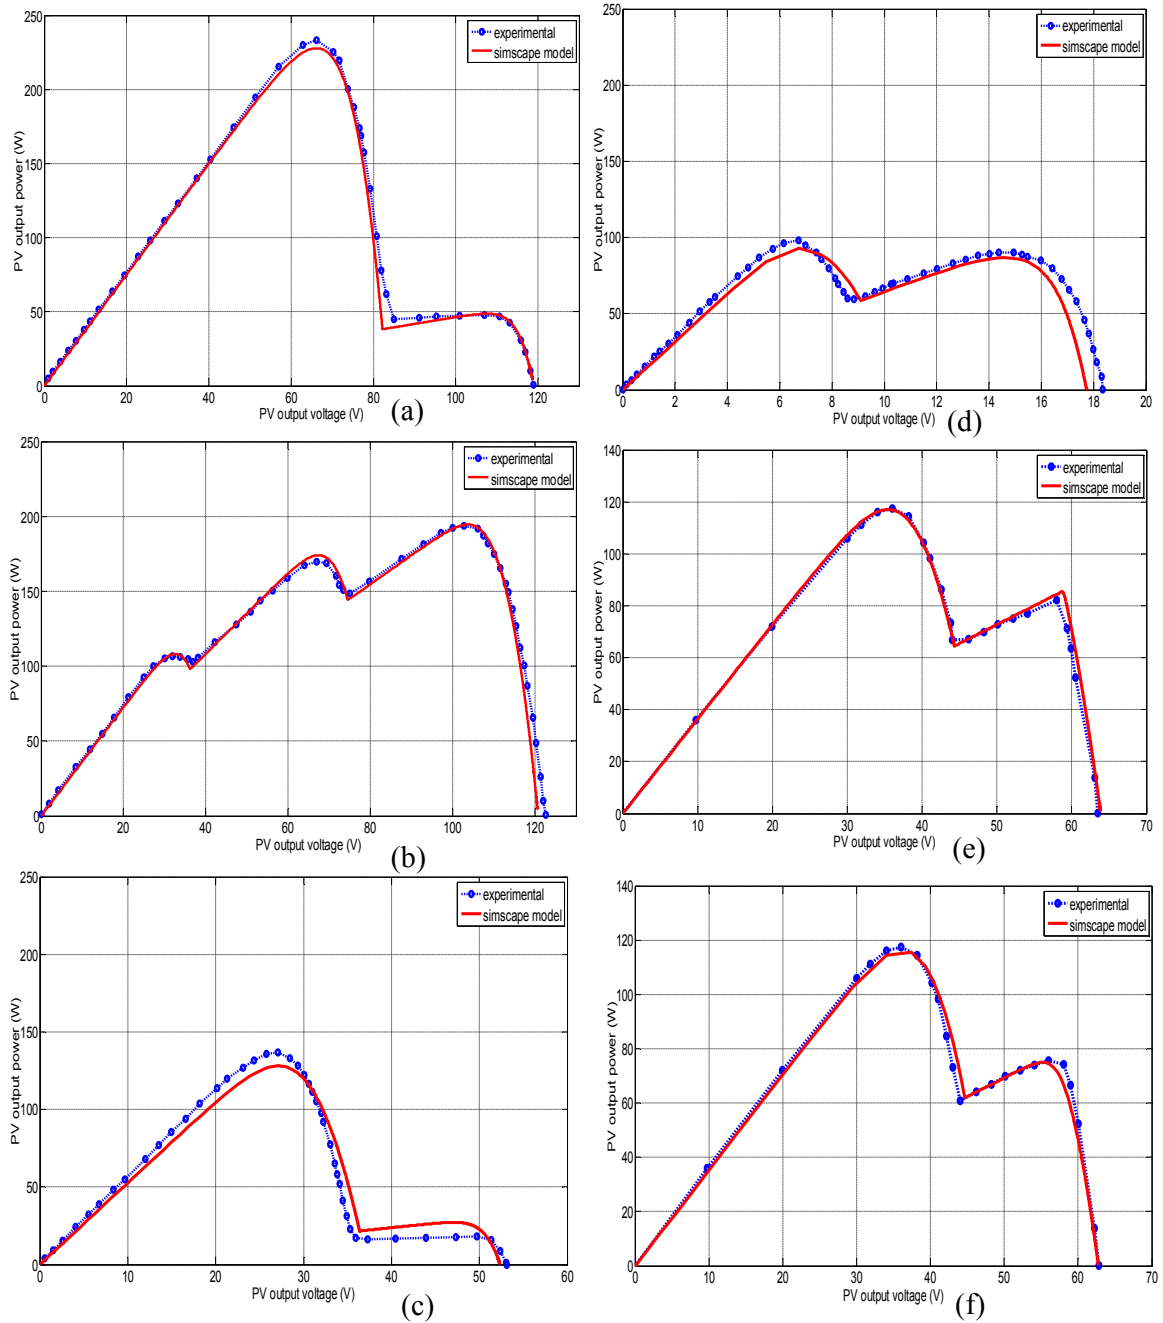 250
200
150
100
50
0
PV output power (W)
experimental
simscape model
0 20 40 60 80 100 120
PV output voltage (V)
(a)
250
200
150
100
50
0
PV output power (W)
experimental
simscape model
0 2 4 6 8 10 12 14 16 18 20
PV output voltage (V)
(d)
250
200
150
100
50
0
PV output power (W)
experimental
simscape model
0 20 40 60 80 100 120
PV output voltage (V)
(b)
140
120
100
80
60
40
20
0
PV output power (W)
experimental
simscape model
0 10 20 30 40 50 60 70
PV output voltage (V)
(e)
250
200
150
100
50
0
PV output power (W)
experimental
simscape model
0 10 20 30 40 50 60
PV output voltage (V)
(c)
140
120
100
80
60
40
20
0
PV output power (W)
experimental
simscape model
0 10 20 30 40 50 60 70
PV output voltage (V)
(f)